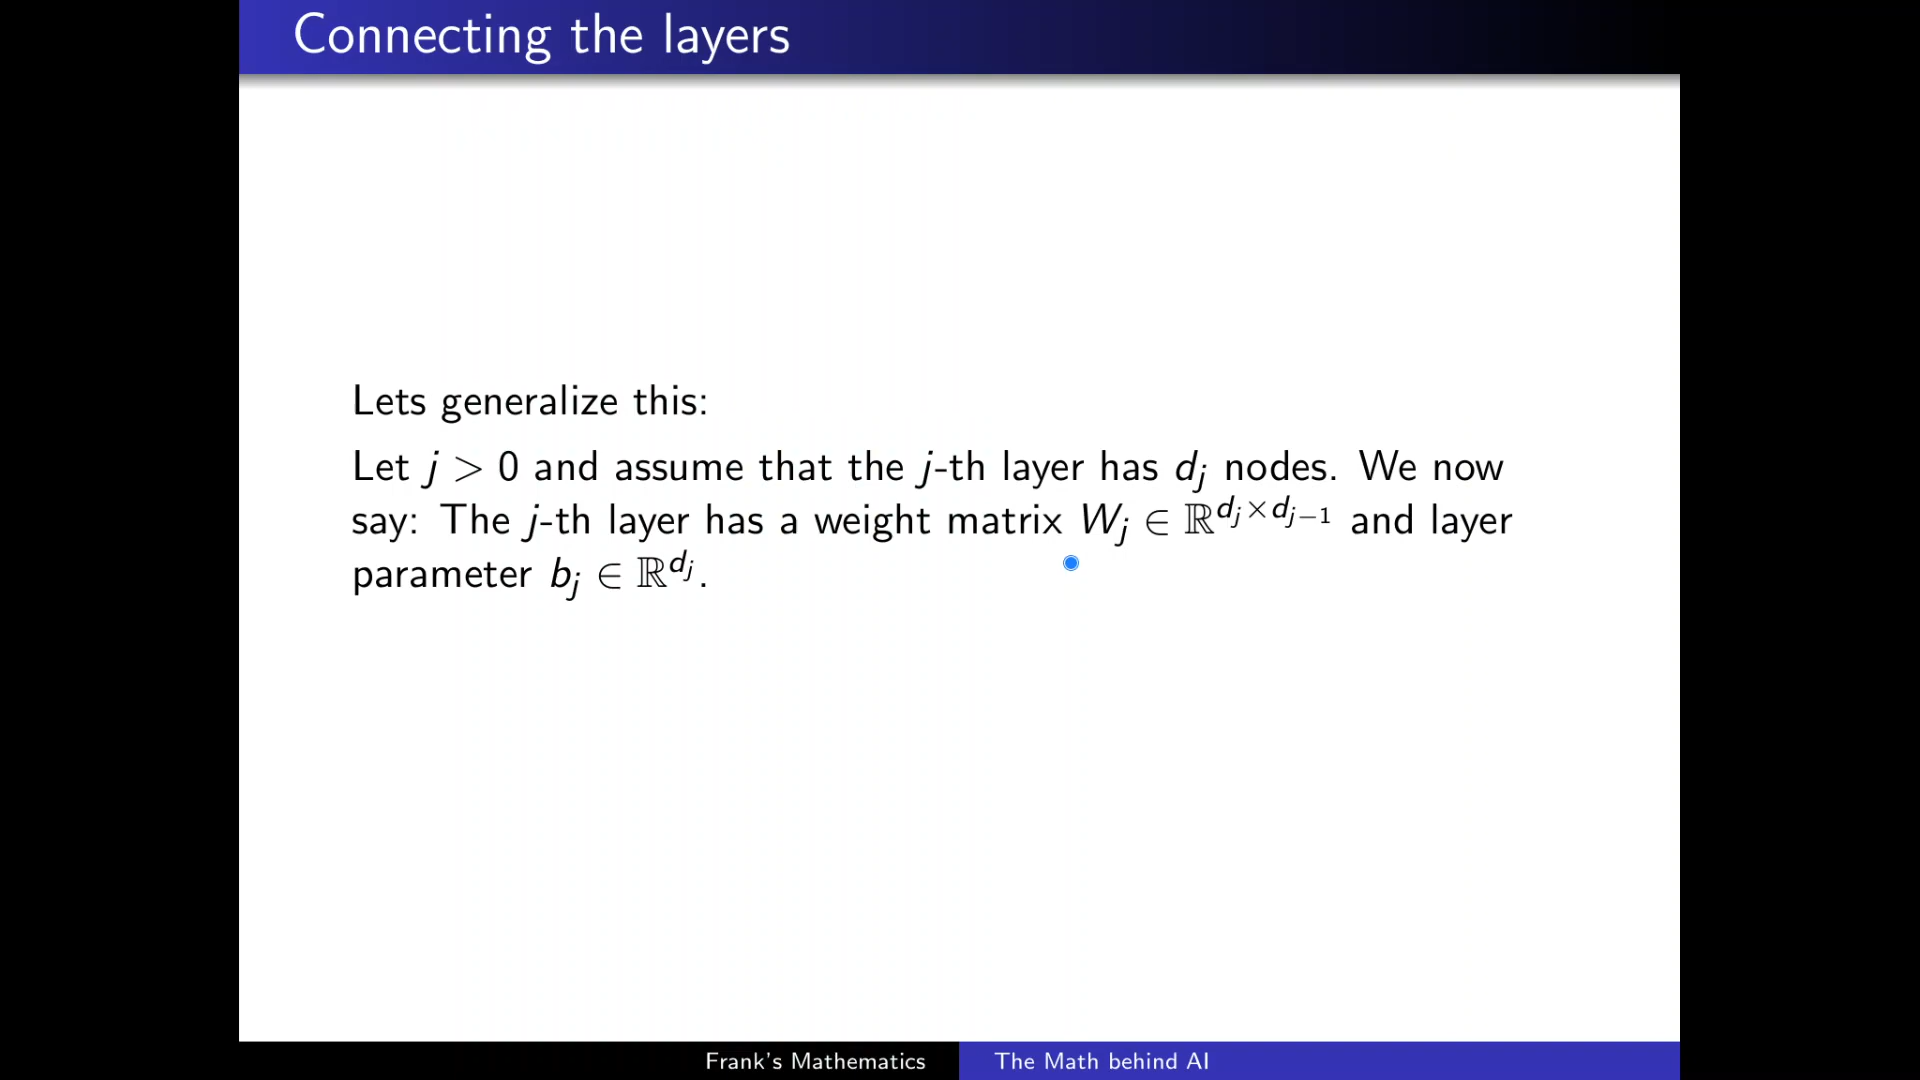 Connecting the layers
Lets generalize this:
Let j > 0 and assume that the j-th layer has d_j nodes. We now
say: The j-th layer has a weight matrix W_j ∈ ℝ^{d_j×d_{j−1}} and layer
parameter b_j ∈ ℝ^{d_j}.
Frank's Mathematics
The Math behind AI